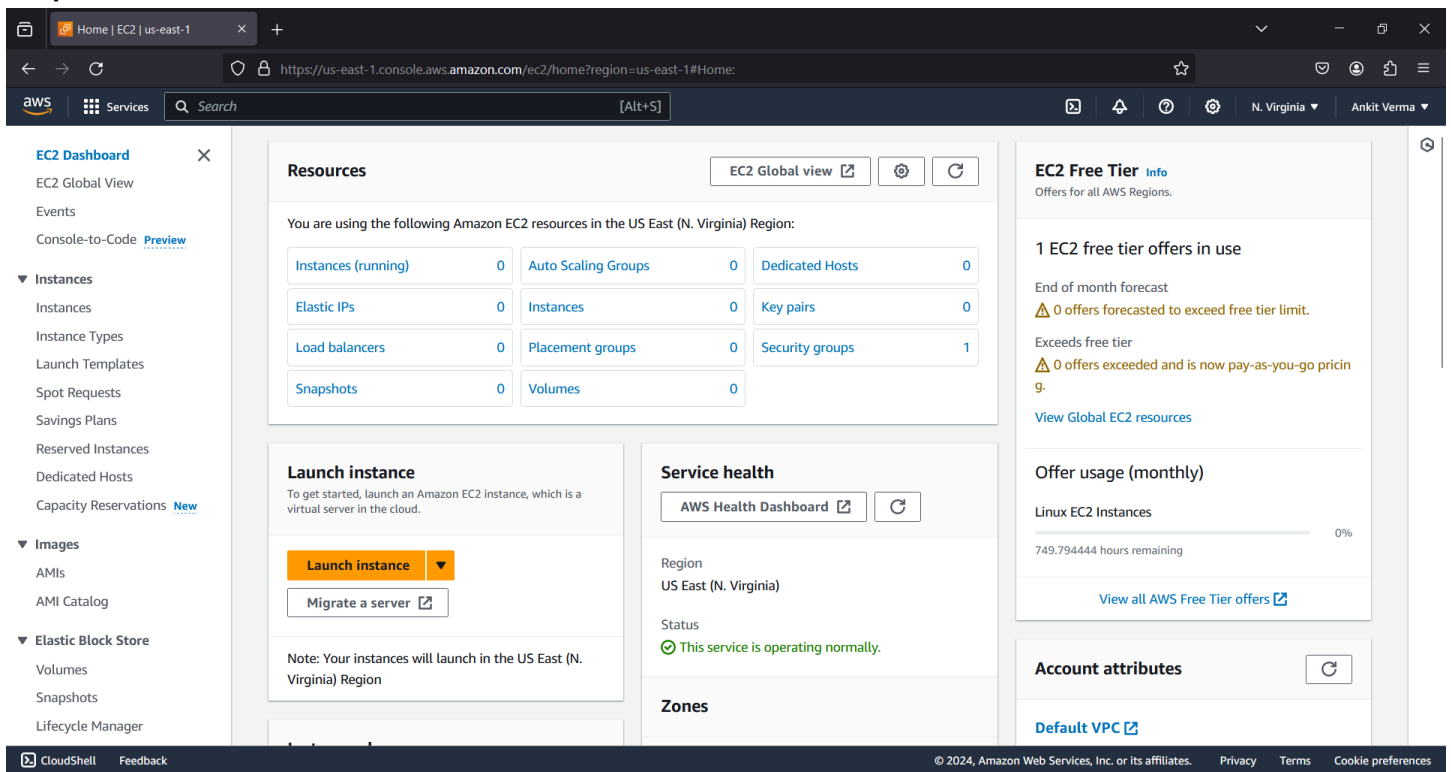 Home | EC2 | us-east-1
https://us-east-1.console.aws.amazon.com/ec2/home?region=us-east-1#Home:
aws
Services
Search
[Alt+S]
N. Virginia
Ankit Verma
EC2 Dashboard
EC2 Global View
Events
Console-to-Code Preview
Instances
Instances
Instance Types
Launch Templates
Spot Requests
Savings Plans
Reserved Instances
Dedicated Hosts
Capacity Reservations New
Images
AMIs
AMI Catalog
Elastic Block Store
Volumes
Snapshots
Lifecycle Manager
Resources
EC2 Global view
You are using the following Amazon EC2 resources in the US East (N. Virginia) Region:
Instances (running) 0
Auto Scaling Groups 0
Dedicated Hosts 0
Elastic IPs 0
Instances 0
Key pairs 0
Load balancers 0
Placement groups 0
Security groups 1
Snapshots 0
Volumes 0
Launch instance
To get started, launch an Amazon EC2 instance, which is a
virtual server in the cloud.
Launch instance
Migrate a server
Note: Your instances will launch in the US East (N.
Virginia) Region
Service health
AWS Health Dashboard
Region
US East (N. Virginia)
Status
This service is operating normally.
Zones
EC2 Free Tier Info
Offers for all AWS Regions.
1 EC2 free tier offers in use
End of month forecast
0 offers forecasted to exceed free tier limit.
Exceeds free tier
0 offers exceeded and is now pay-as-you-go pricin
g.
View Global EC2 resources
Offer usage (monthly)
Linux EC2 Instances
0%
749.794444 hours remaining
View all AWS Free Tier offers
Account attributes
Default VPC
CloudShell
Feedback
© 2024, Amazon Web Services, Inc. or its affiliates.
Privacy
Terms
Cookie preferences